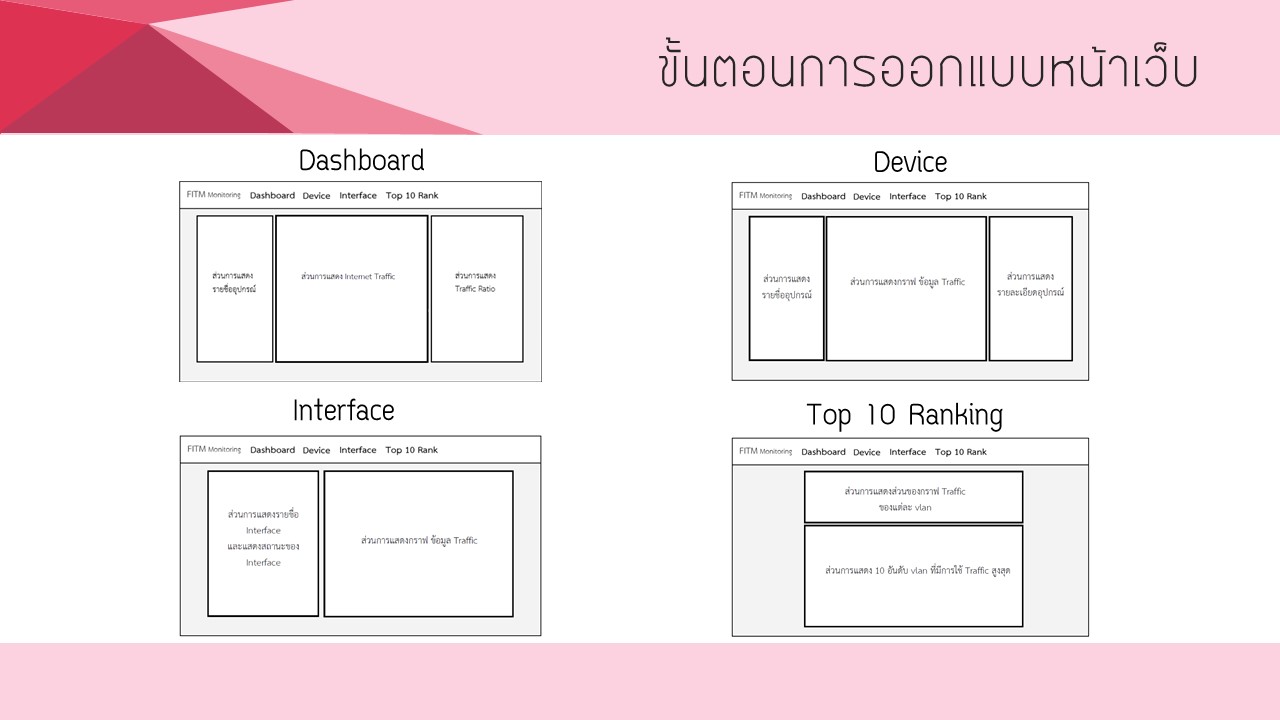 ขั้นตอนการออกแบบหน้าเว็บ
Dashboard
FITM Monitoring Dashboard Device Interface Top 10 Rank
ส่วนการแสดง
รายชื่ออุปกรณ์
ส่วนการแสดง Internet Traffic
ส่วนการแสดง
Traffic Ratio
Device
FITM Monitoring Dashboard Device Interface Top 10 Rank
ส่วนการแสดง
รายชื่ออุปกรณ์
ส่วนการแสดงกราฟ ข้อมูล Traffic
ส่วนการแสดง
รายละเอียดอุปกรณ์
Interface
FITM Monitoring Dashboard Device Interface Top 10 Rank
ส่วนการแสดงรายชื่อ
Interface
และแสดงสถานะของ
Interface
ส่วนการแสดงกราฟ ข้อมูล Traffic
Top 10 Ranking
FITM Monitoring Dashboard Device Interface Top 10 Rank
ส่วนการแสดงส่วนของกราฟ Traffic
ของแต่ละ vlan
ส่วนการแสดง 10 อันดับ vlan ที่มีการใช้ Traffic สูงสุด